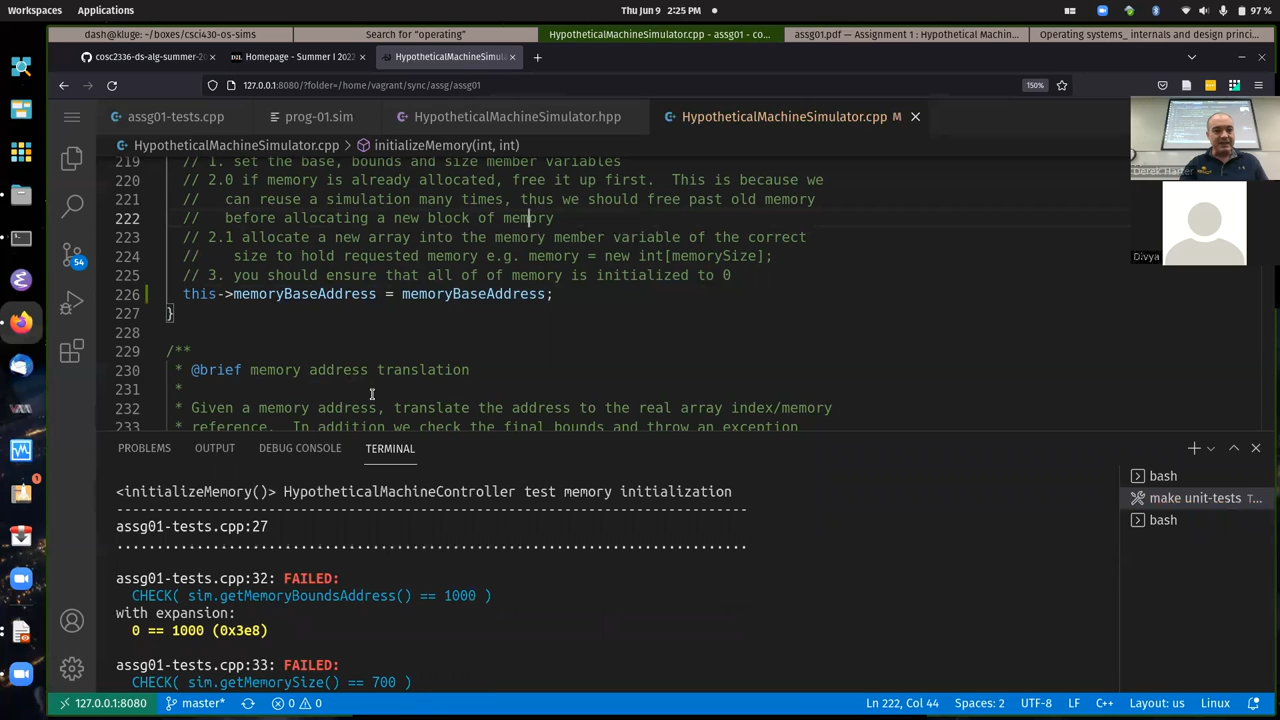 Workspaces
Applications
Thu Jun 9 2:25 PM
97 %
dash@kluge: ~/boxes/csci430-os-sims
Search for "operating"
HypotheticalMachineSimulator.cpp - assg01 - co...
assg01.pdf — Assignment 1 : Hypothetical Machin...
Operating systems_ internals and design princi...
cosc2336-ds-alg-summer-2
Homepage - Summer I 2022
HypotheticalMachineSimulat
127.0.0.1:8080/?folder=/home/vagrant/sync/assg/assg01
150%
assg01-tests.cpp
prog-01.sim
HypotheticalMachineSimulator.hpp
HypotheticalMachineSimulator.cpp M
HypotheticalMachineSimulator.cpp > initializeMemory(int, int)
219 // 1. set the base, bounds and size member variables
220 // 2.0 if memory is already allocated, free it up first. This is because we
221 // can reuse a simulation many times, thus we should free past old memory
222 // before allocating a new block of memory
223 // 2.1 allocate a new array into the memory member variable of the correct
224 // size to hold requested memory e.g. memory = new int[memorySize];
225 // 3. you should ensure that all of of memory is initialized to 0
226 this->memoryBaseAddress = memoryBaseAddress;
227 }
228
229 /**
230 * @brief memory address translation
231 *
232 * Given a memory address, translate the address to the real array index/memory
233 * reference. In addition we check the final bounds and throw an exception
Derek Harter
Divya
54
1
PROBLEMS
OUTPUT
DEBUG CONSOLE
TERMINAL
<initializeMemory()> HypotheticalMachineController test memory initialization
-------------------------------------------------------------------------------
assg01-tests.cpp:27
...............................................................................
assg01-tests.cpp:32: FAILED:
CHECK( sim.getMemoryBoundsAddress() == 1000 )
with expansion:
0 == 1000 (0x3e8)
assg01-tests.cpp:33: FAILED:
CHECK( sim.getMemorySize() == 700 )
bash
make unit-tests T...
bash
127.0.0.1:8080
master*
0
0
Ln 222, Col 44
Spaces: 2
UTF-8
LF
C++
Layout: us
Linux